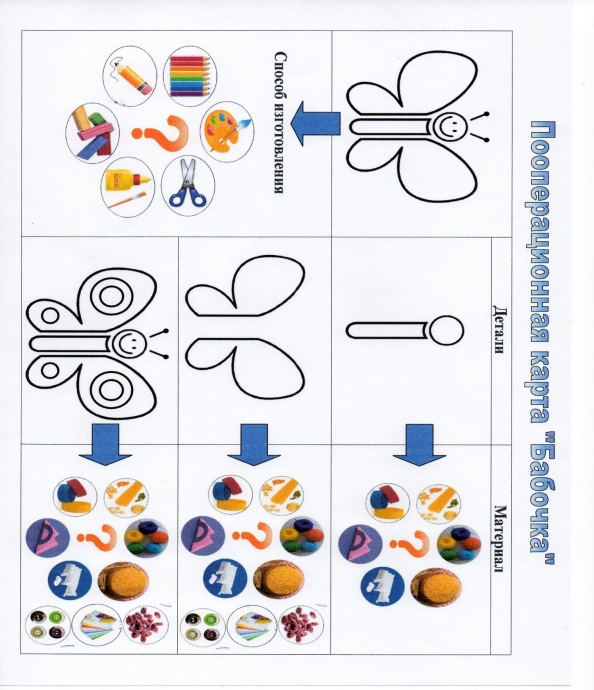 Пооперационная карта "Бабочка"
Детали
Материал
Способ изготовления